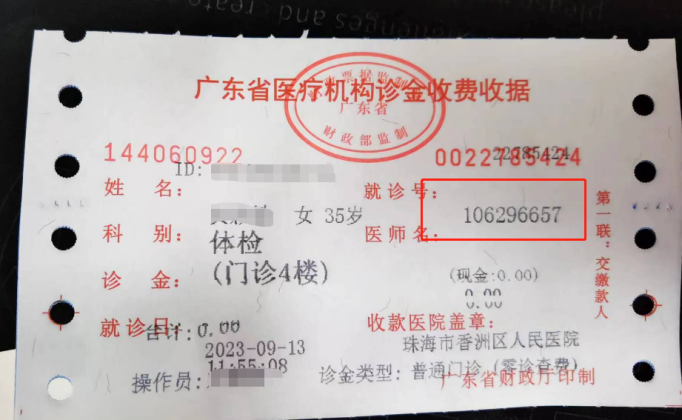 广东省医疗机构诊金收费收据
票据监制
广东省
财政部监制
144060922
0022785424
22785424
ID:
姓 名:
就诊号:
女 35岁
106296657
科 别:
体检
医师名:
诊 金:
(门诊4楼)
(现金:0.00)
0.00
就诊日:
合计:0.00
收款医院盖章:
2023-09-13
珠海市香洲区人民医院
11:55:08
操作员:
诊金类型: 普通门诊 (零诊查费)
广东省财政厅印制
第一联:交缴款人